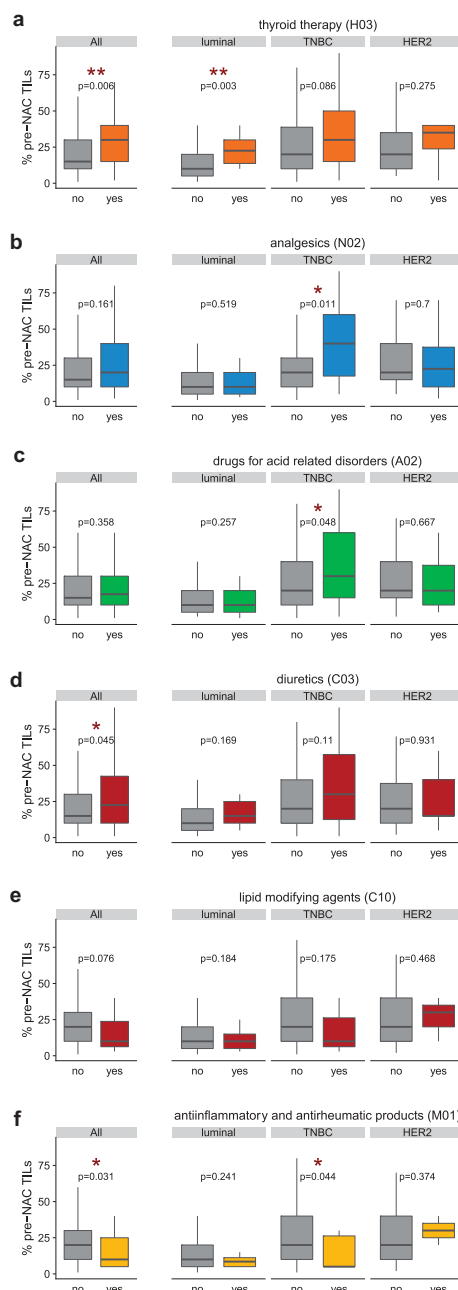 a
thyroid therapy (H03)
All luminal TNBC HER2
** **
p=0.006 p=0.003 p=0.086 p=0.275
% pre−NAC TILs
75
50
25
0
no yes no yes no yes no yes
b
analgesics (N02)
All luminal TNBC HER2
*
p=0.161 p=0.519 p=0.011 p=0.7
% pre−NAC TILs
75
50
25
0
no yes no yes no yes no yes
c
drugs for acid related disorders (A02)
All luminal TNBC HER2
*
p=0.358 p=0.257 p=0.048 p=0.667
% pre−NAC TILs
75
50
25
0
no yes no yes no yes no yes
d
diuretics (C03)
All luminal TNBC HER2
*
p=0.045 p=0.169 p=0.11 p=0.931
% pre−NAC TILs
75
50
25
0
no yes no yes no yes no yes
e
lipid modifying agents (C10)
All luminal TNBC HER2
p=0.076 p=0.184 p=0.175 p=0.468
% pre−NAC TILs
75
50
25
0
no yes no yes no yes no yes
f
antiinflammatory and antirheumatic products (M01)
All luminal TNBC HER2
* *
p=0.031 p=0.241 p=0.044 p=0.374
% pre−NAC TILs
75
50
25
0
no yes no yes no yes no yes